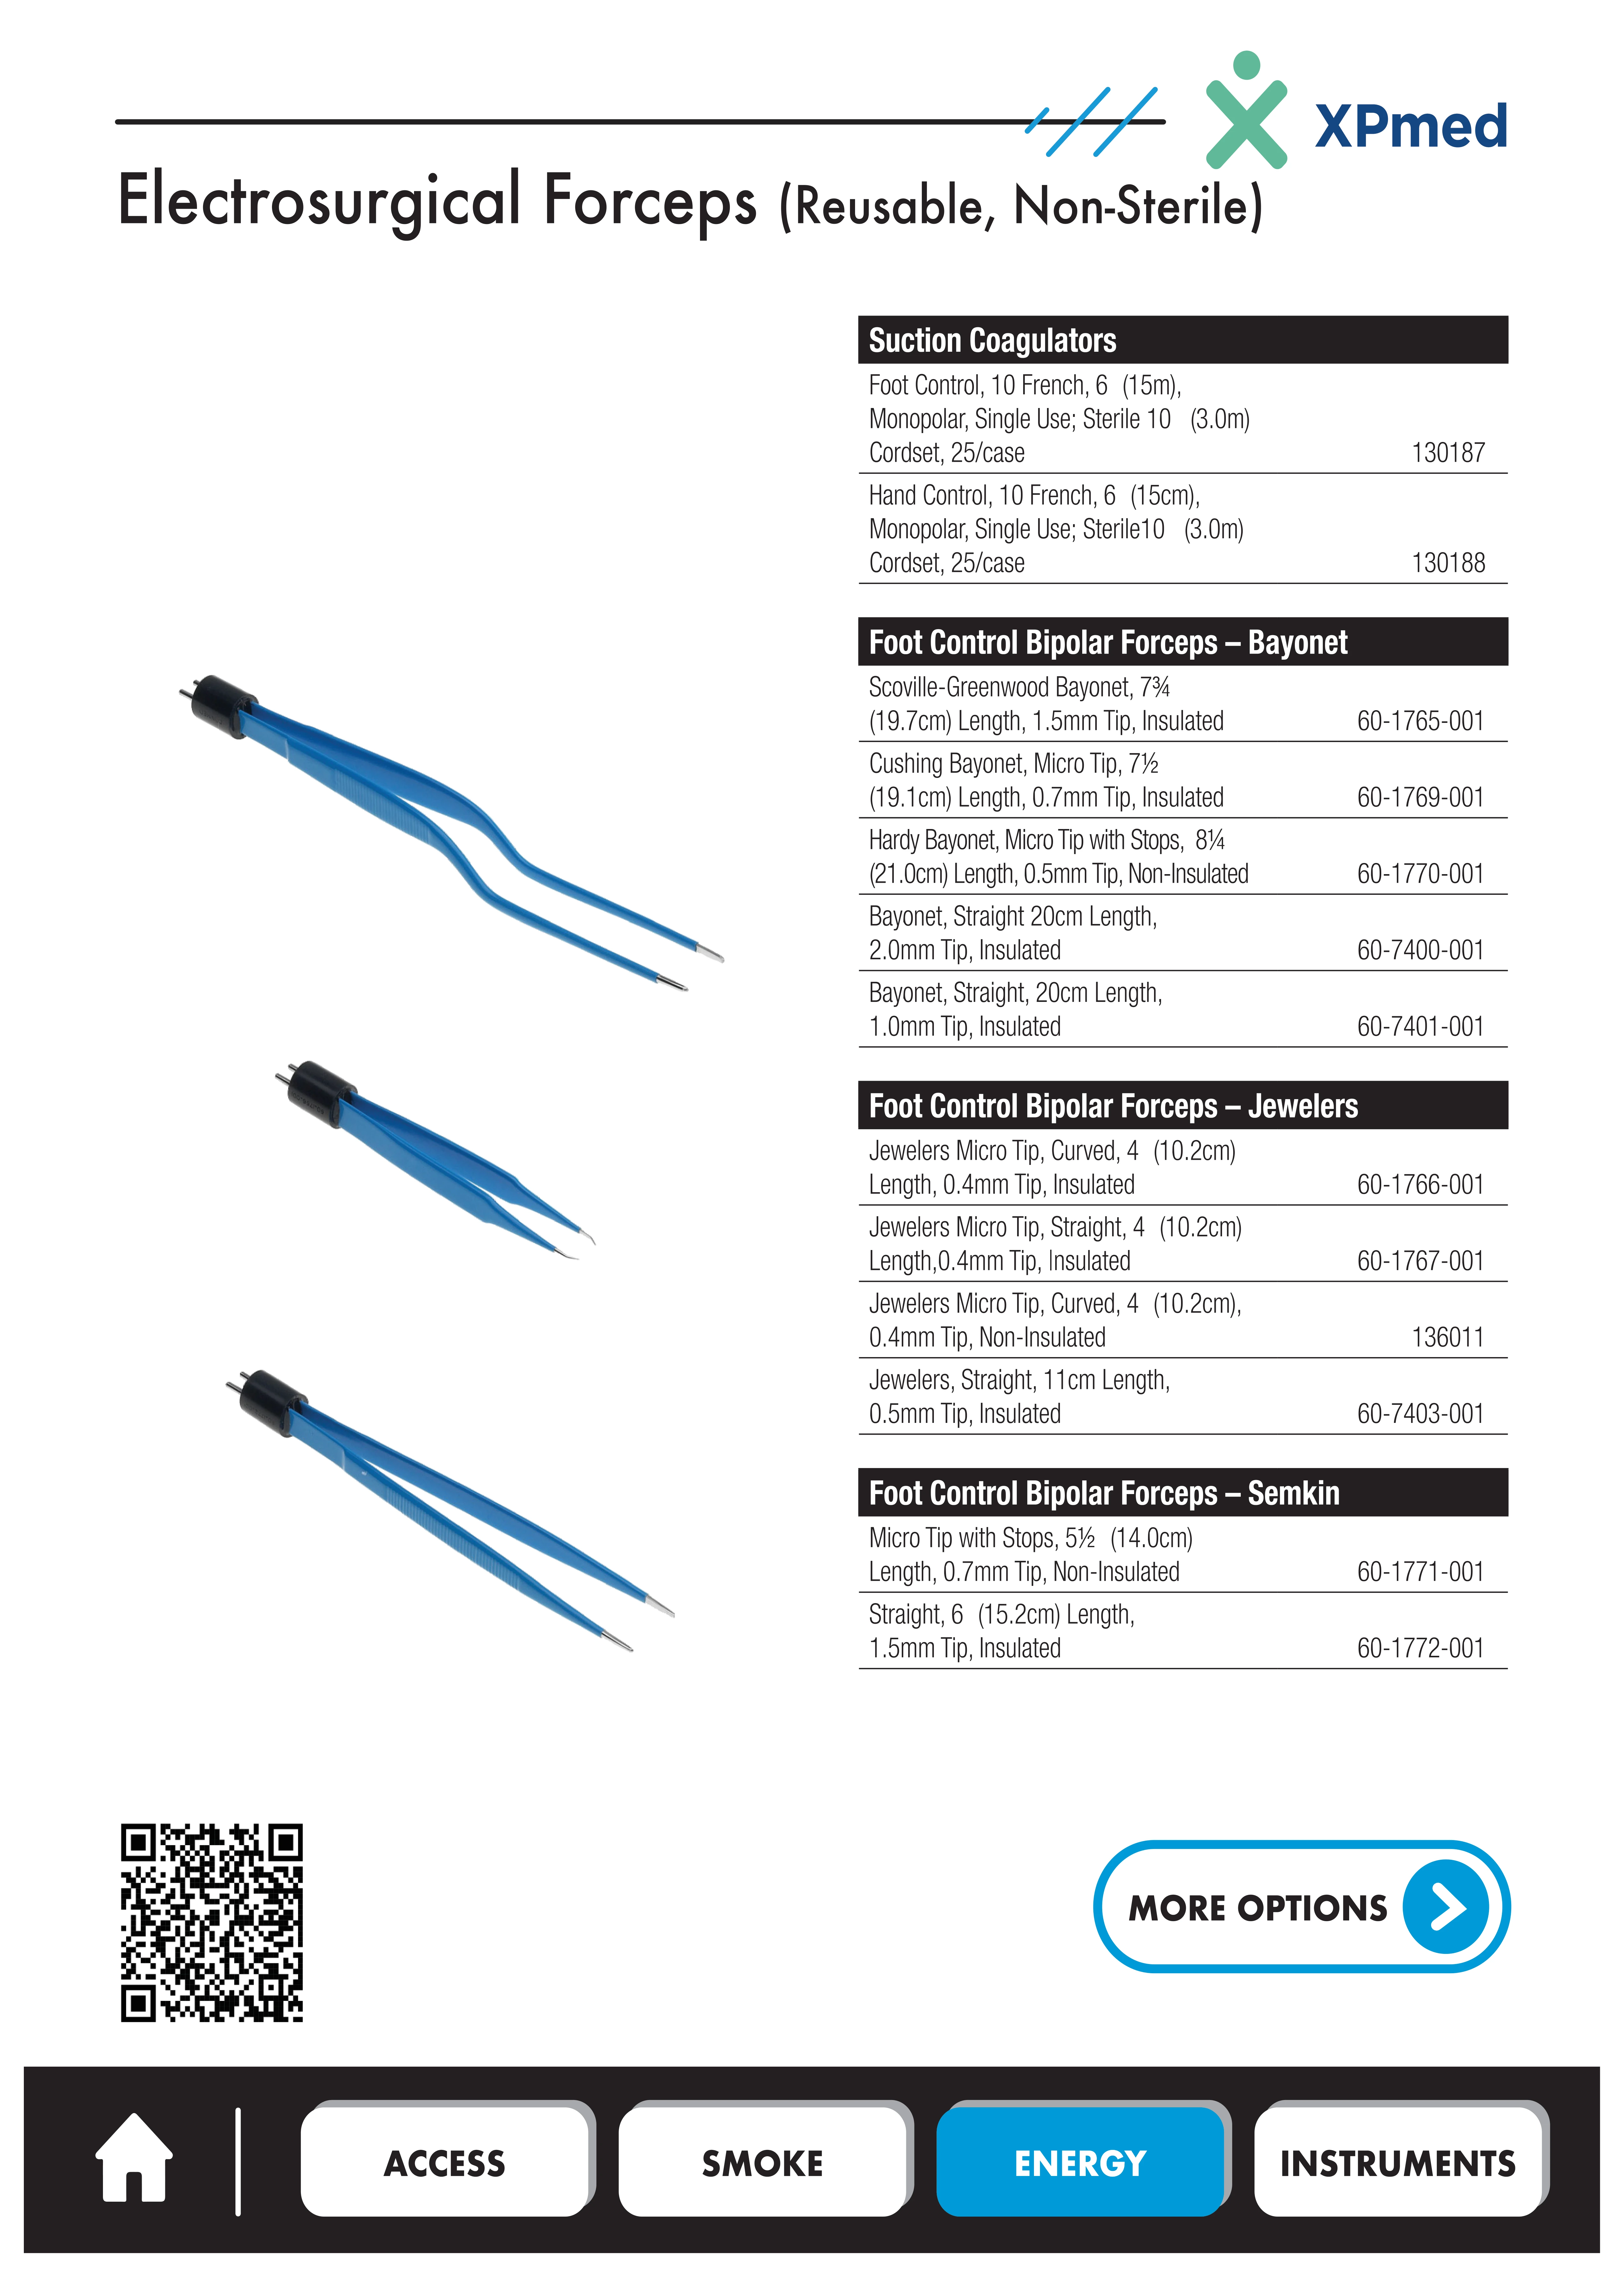 XPmed
Electrosurgical Forceps (Reusable, Non-Sterile)
Suction Coagulators
Foot Control, 10 French, 6 (15m),
Monopolar, Single Use; Sterile 10 (3.0m)
Cordset, 25/case 130187
Hand Control, 10 French, 6 (15cm),
Monopolar, Single Use; Sterile10 (3.0m)
Cordset, 25/case 130188
Foot Control Bipolar Forceps – Bayonet
Scoville-Greenwood Bayonet, 7¾
(19.7cm) Length, 1.5mm Tip, Insulated 60-1765-001
Cushing Bayonet, Micro Tip, 7½
(19.1cm) Length, 0.7mm Tip, Insulated 60-1769-001
Hardy Bayonet, Micro Tip with Stops, 8¼
(21.0cm) Length, 0.5mm Tip, Non-Insulated 60-1770-001
Bayonet, Straight 20cm Length,
2.0mm Tip, Insulated 60-7400-001
Bayonet, Straight, 20cm Length,
1.0mm Tip, Insulated 60-7401-001
Foot Control Bipolar Forceps – Jewelers
Jewelers Micro Tip, Curved, 4 (10.2cm)
Length, 0.4mm Tip, Insulated 60-1766-001
Jewelers Micro Tip, Straight, 4 (10.2cm)
Length,0.4mm Tip, Insulated 60-1767-001
Jewelers Micro Tip, Curved, 4 (10.2cm),
0.4mm Tip, Non-Insulated 136011
Jewelers, Straight, 11cm Length,
0.5mm Tip, Insulated 60-7403-001
Foot Control Bipolar Forceps – Semkin
Micro Tip with Stops, 5½ (14.0cm)
Length, 0.7mm Tip, Non-Insulated 60-1771-001
Straight, 6 (15.2cm) Length,
1.5mm Tip, Insulated 60-1772-001
MORE OPTIONS
ACCESS SMOKE ENERGY INSTRUMENTS